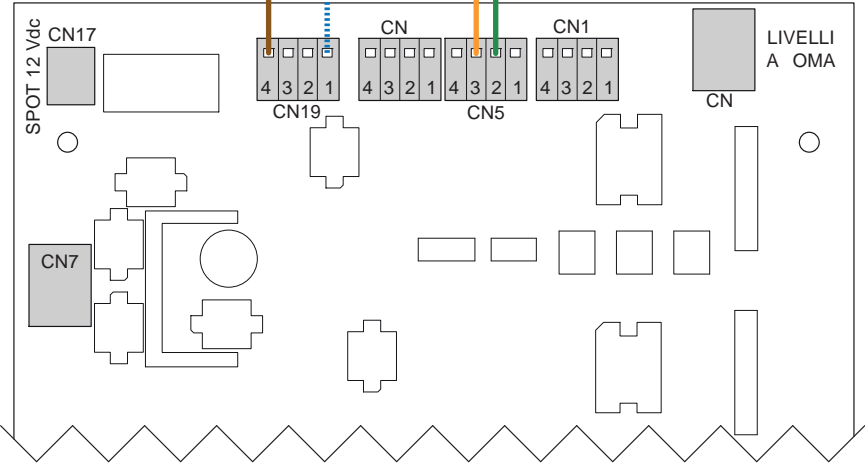 SPOT 12 Vdc
CN17
CN
CN1
LIVELLI
A OMA
4 3 2 1
4 3 2 1
4 3 2 1
4 3 2 1
CN19
CN5
CN
CN7